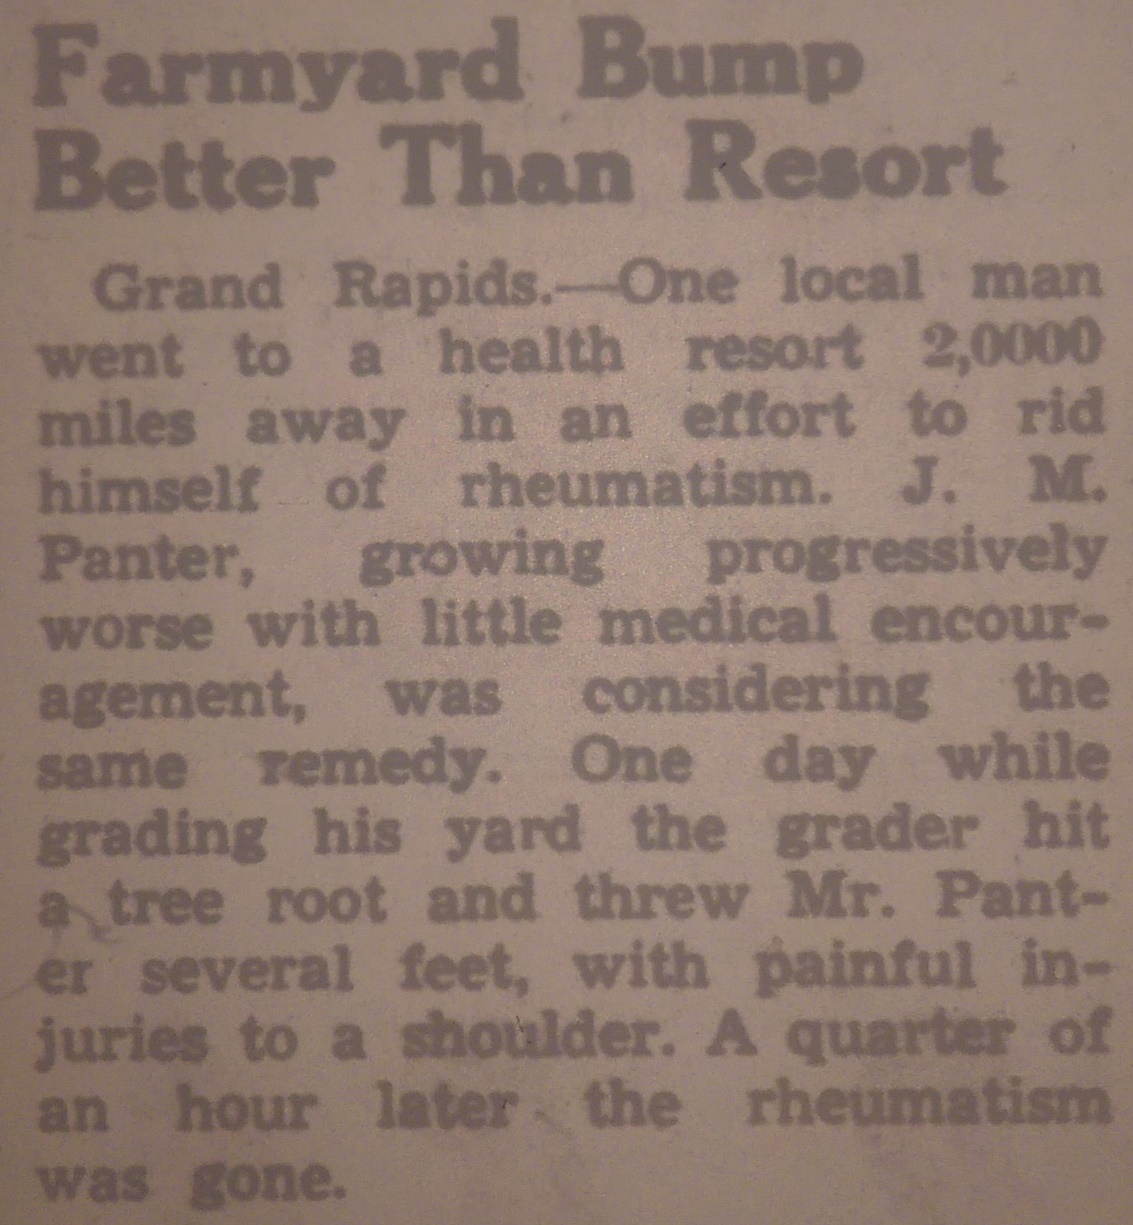 Farmyard Bump
Better Than Resort
Grand Rapids.—One local man
went to a health resort 2,0000
miles away in an effort to rid
himself of rheumatism. J. M.
Panter, growing progressively
worse with little medical encour-
agement, was considering the
same remedy. One day while
grading his yard the grader hit
a tree root and threw Mr. Pant-
er several feet, with painful in-
juries to a shoulder. A quarter of
an hour later the rheumatism
was gone.